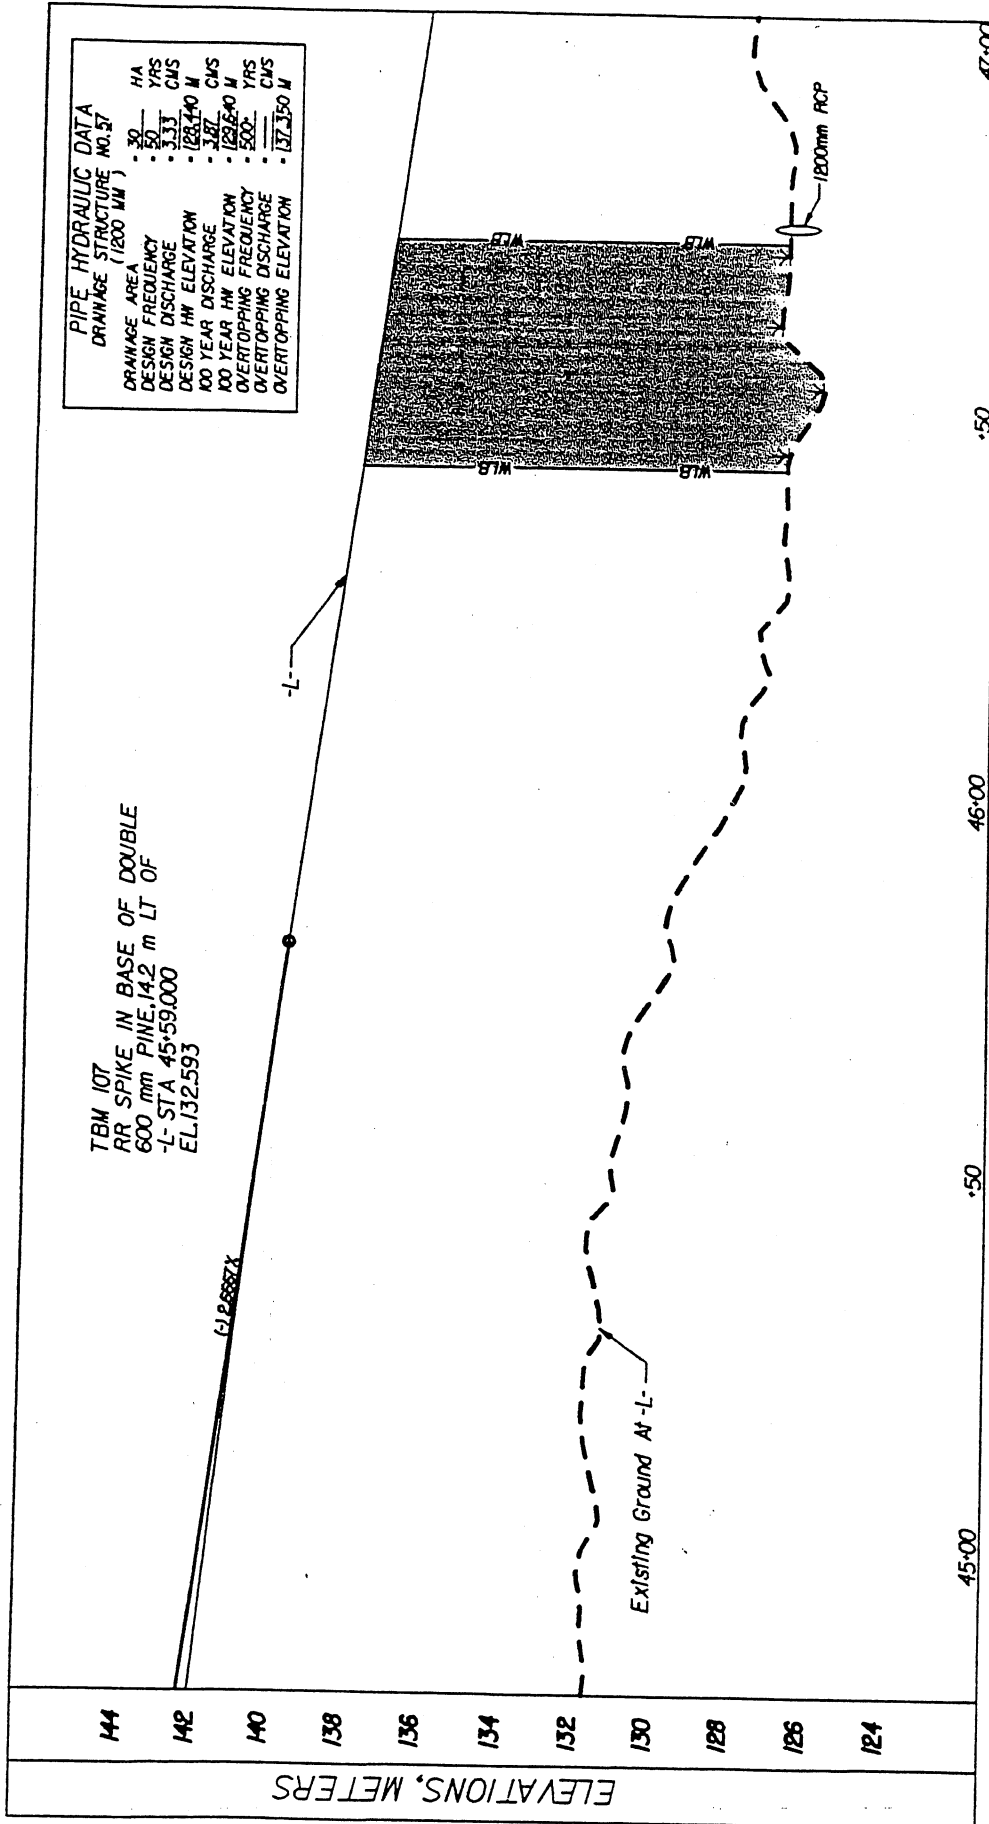 PIPE HYDRAULIC DATA
DRAINAGE STRUCTURE NO. 57
(1200 MM)
DRAINAGE AREA = 30 HA
DESIGN FREQUENCY = 50 YRS
DESIGN DISCHARGE = 3.33 CMS
DESIGN HW ELEVATION = 128.440 M
100 YEAR DISCHARGE = 3.87 CMS
100 YEAR HW ELEVATION = 129.640 M
OVERTOPPING FREQUENCY = 500+ YRS
OVERTOPPING DISCHARGE = —— CMS
OVERTOPPING ELEVATION = 137.350 M
TBM 107
RR SPIKE IN BASE OF DOUBLE
600 mm PINE, 14.2 m LT OF
-L- STA 45+59.000
EL. 132.593
-L-
(-) 2.6667%
WLB
WLB
WLB
WLB
1200mm RCP
Existing Ground At -L-
144
142
140
138
136
134
132
130
128
126
124
ELEVATIONS, METERS
45+00
+50
46+00
+50
47+00